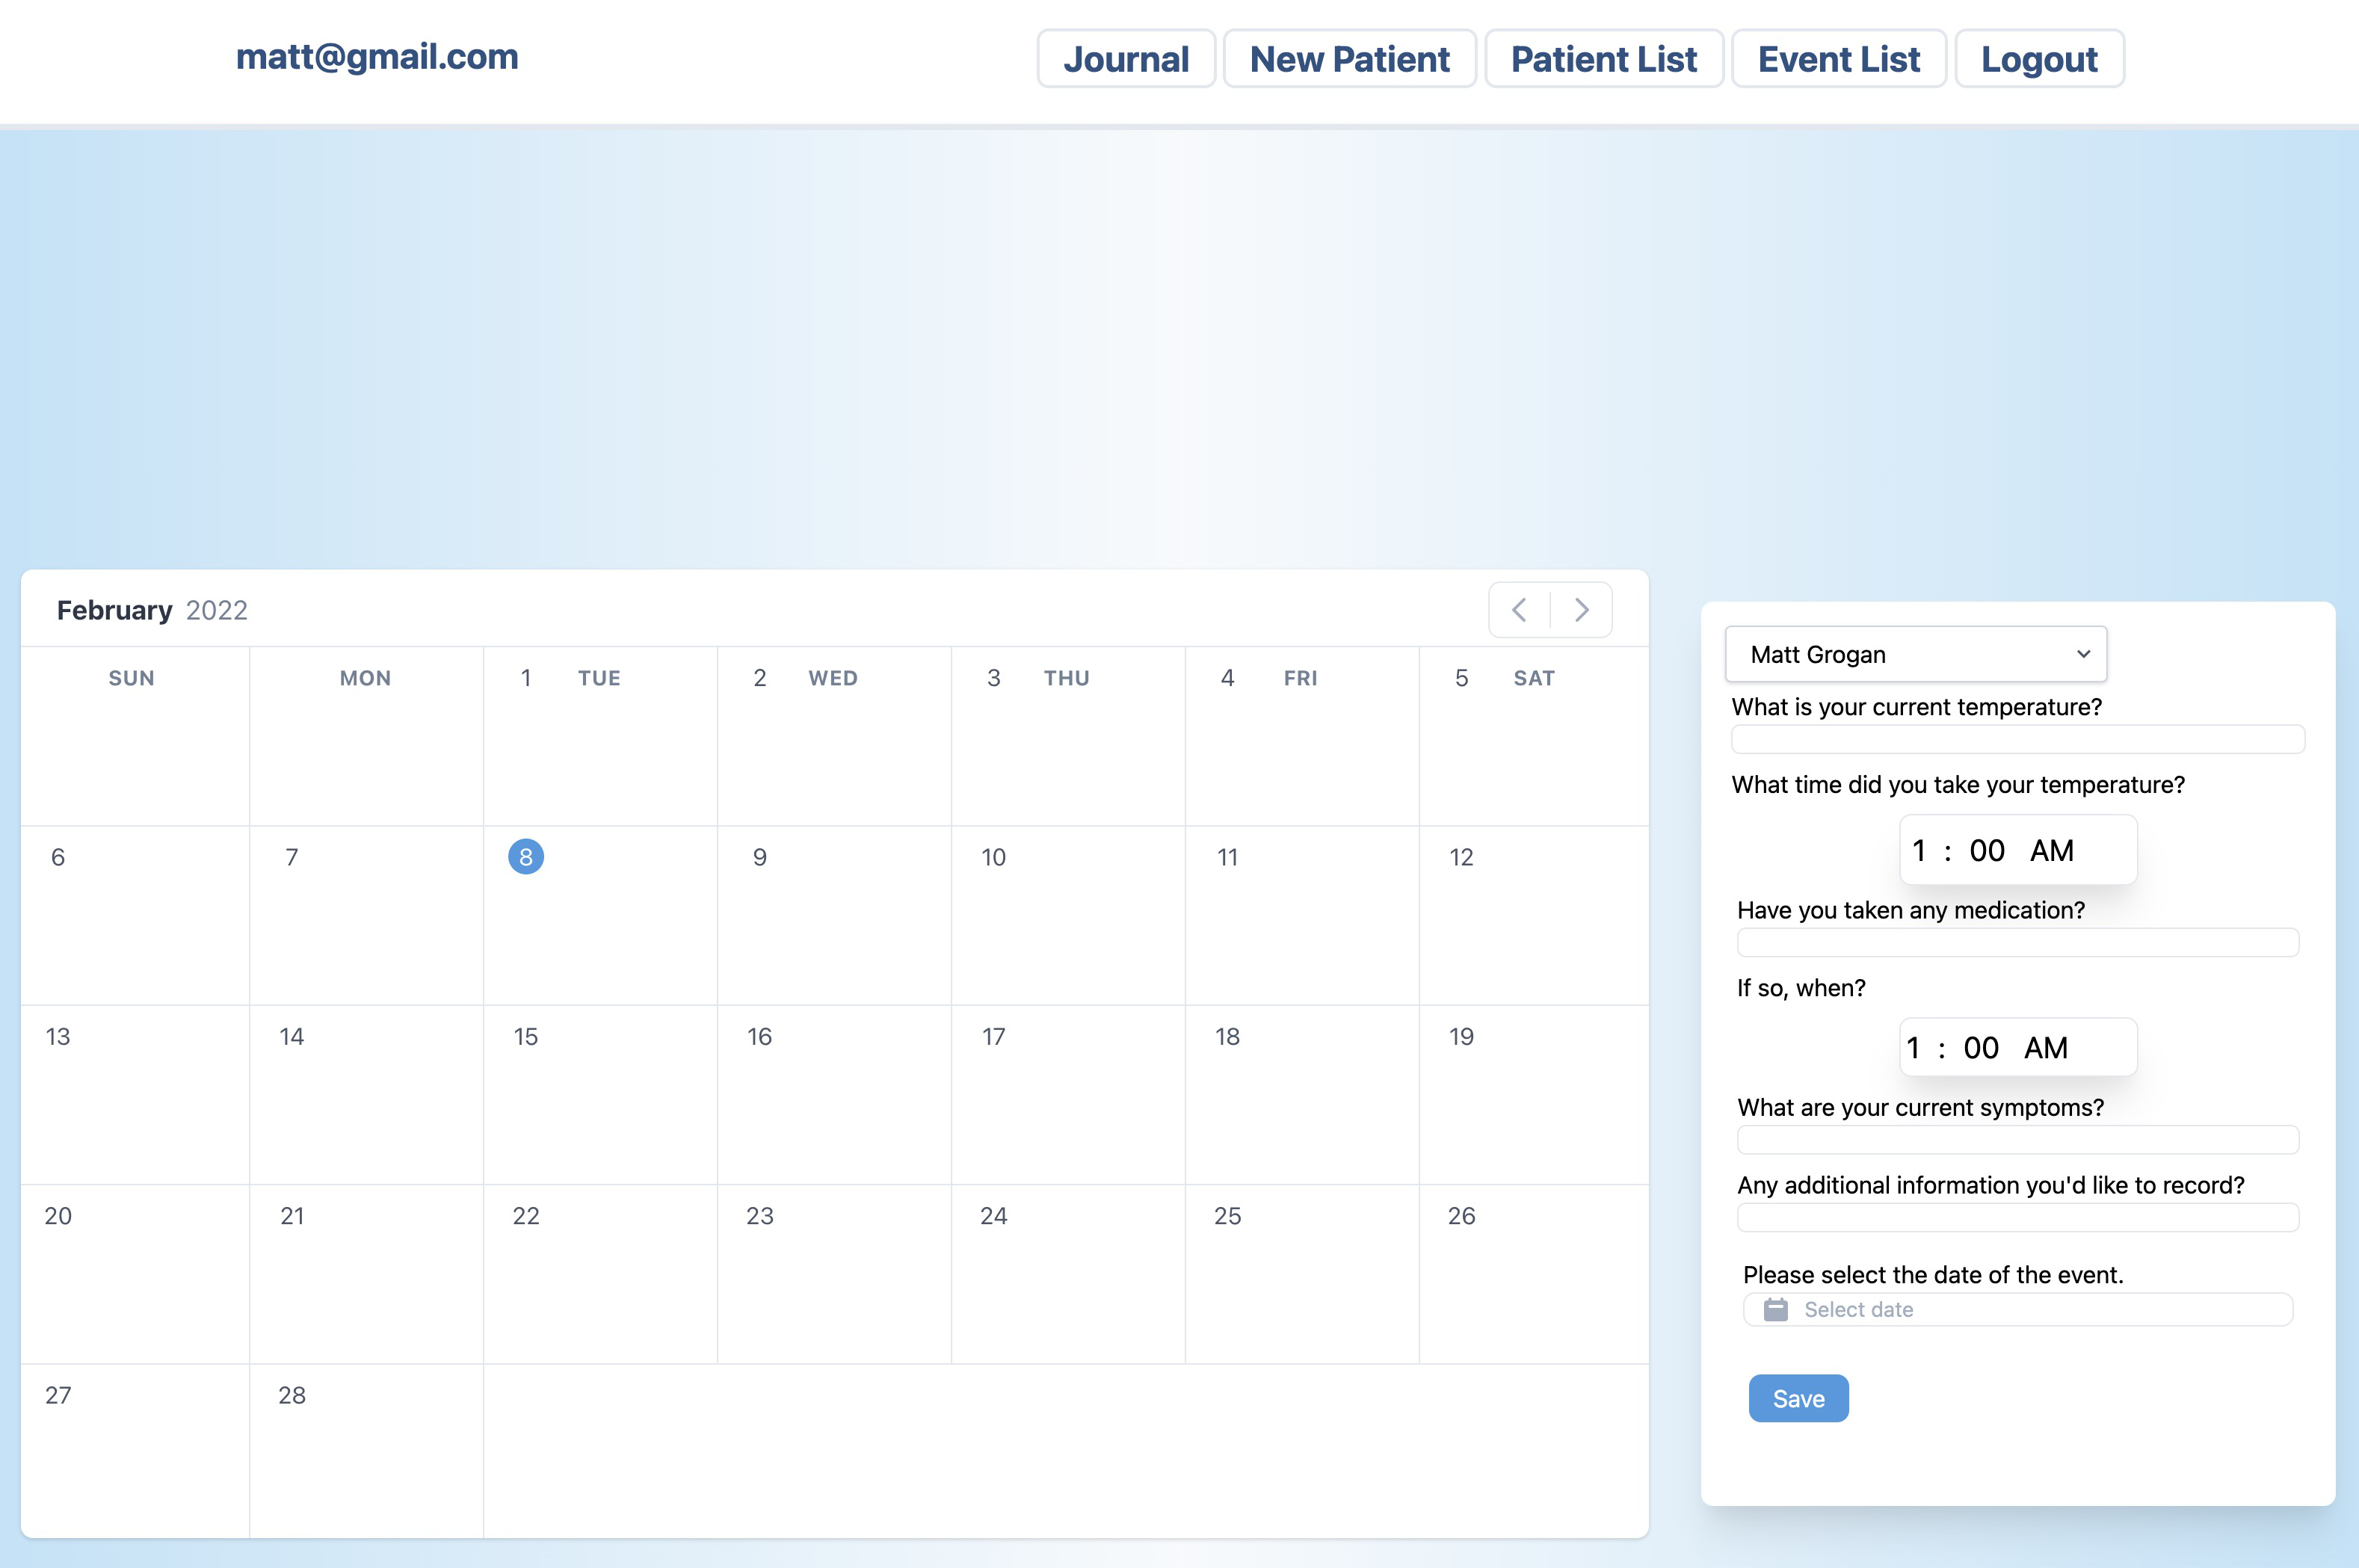 matt@gmail.com Journal New Patient Patient List Event List Logout
February 2022
SUN MON 1 TUE 2 WED 3 THU 4 FRI 5 SAT
6 7 8 9 10 11 12
13 14 15 16 17 18 19
20 21 22 23 24 25 26
27 28
Matt Grogan
What is your current temperature?
What time did you take your temperature?
1 : 00 AM
Have you taken any medication?
If so, when?
1 : 00 AM
What are your current symptoms?
Any additional information you'd like to record?
Please select the date of the event.
Select date
Save